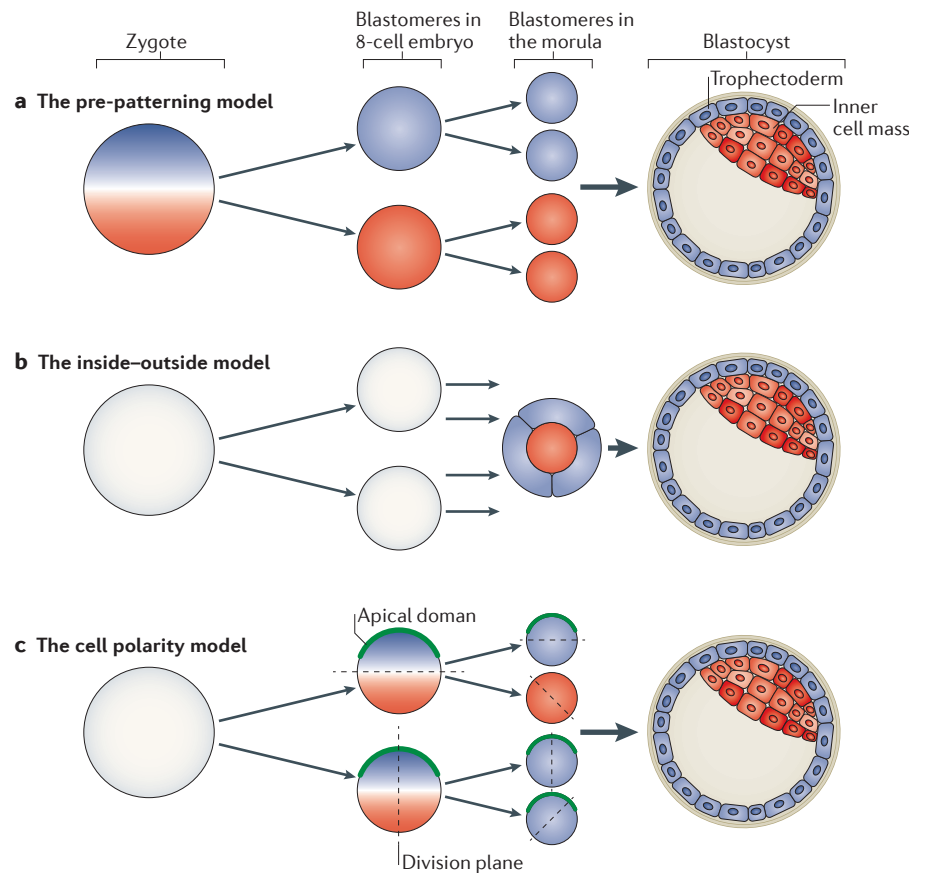 Zygote
Blastomeres in
8-cell embryo
Blastomeres in
the morula
Blastocyst
a The pre-patterning model
Trophectoderm
Inner
cell mass
b The inside–outside model
c The cell polarity model
Apical doman
Division plane